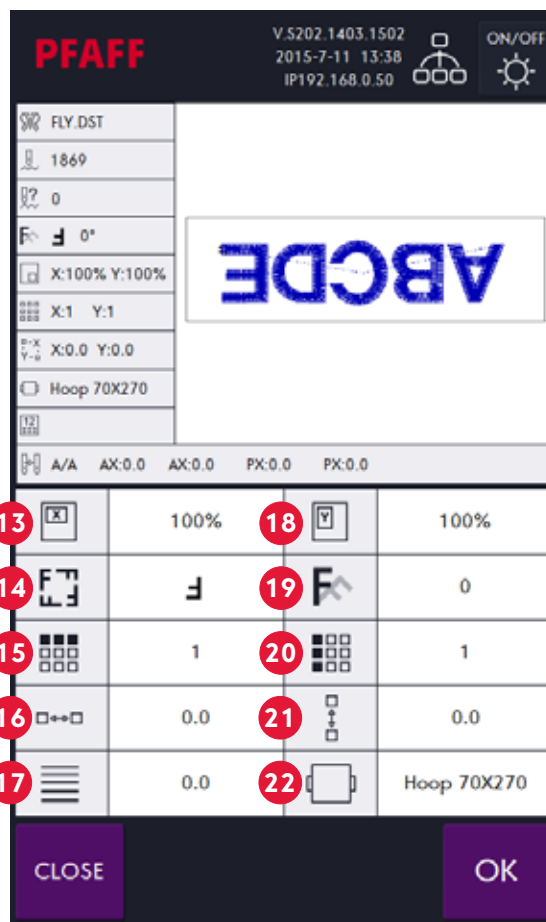 PFAFF
V.S202.1403.1502
2015-7-11 13:38
IP192.168.0.50
ON/OFF
FLY.DST
1869
0
F 0°
X:100% Y:100%
X:1 Y:1
X:0.0 Y:0.0
Hoop 70X270
12
A/A AX:0.0 AX:0.0 PX:0.0 PX:0.0
ABCDE
13 X 100% 18 Y 100%
14 F 19 F 0
15 1 20 1
16 0.0 21 0.0
17 0.0 22 Hoop 70X270
CLOSE OK